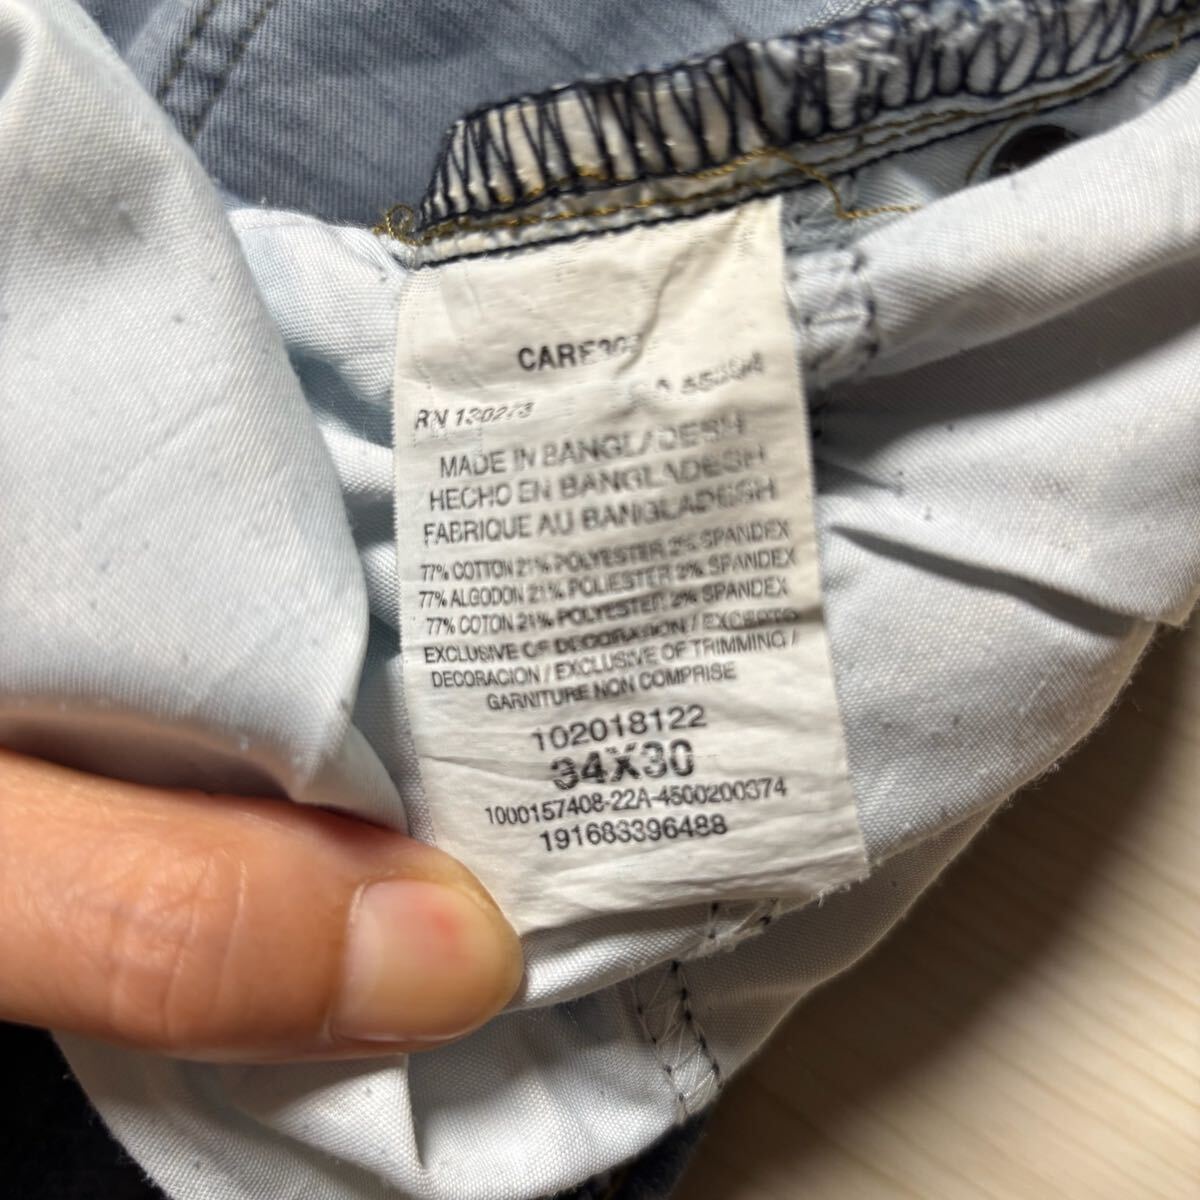 RN 130273
MADE IN BANGLADESH
HECHO EN BANGLADESH
FABRIQUE AU BANGLADESH
77% COTTON 21% POLYESTER 2% SPANDEX
77% ALGODON 21% POLIESTER 2% SPANDEX
77% COTON 21% POLYESTER 2% SPANDEX
EXCLUSIVE OF DECORATION / EXCEPTO
DECORACION / EXCLUSIVE OF TRIMMING /
GARNITURE NON COMPRISE
102018122
34X30
1000157408-22A-4500200374
191683396488